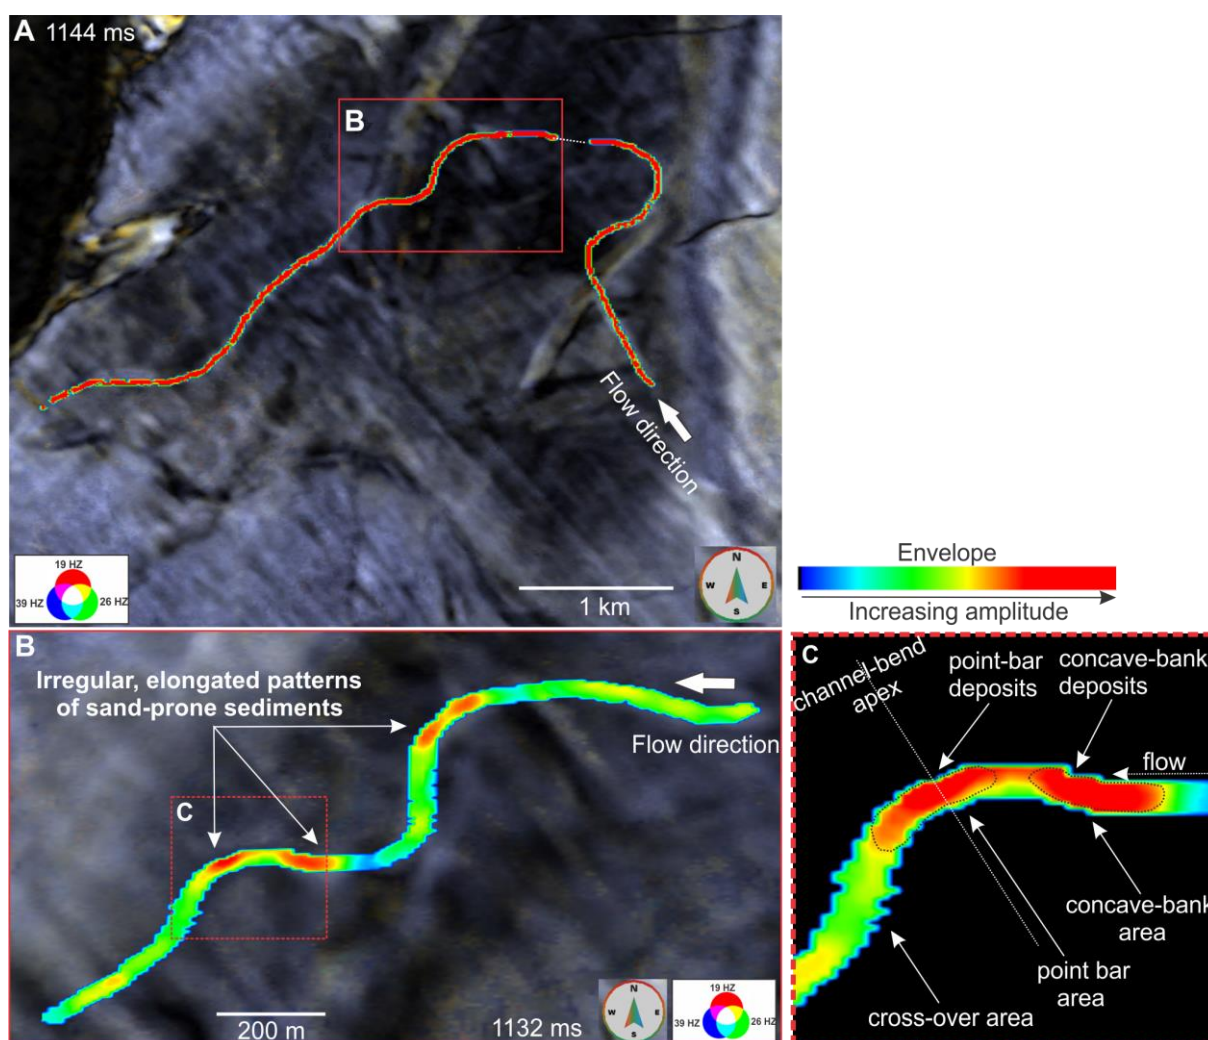 A 1144 ms
B
Flow direction
19 HZ
39 HZ
26 HZ
1 km
N
W
E
S
Envelope
Increasing amplitude
B
Irregular, elongated patterns
of sand-prone sediments
Flow direction
C
200 m
1132 ms
N
W
E
S
19 HZ
39 HZ
26 HZ
C
channel-bend
apex
point-bar
deposits
concave-bank
deposits
flow
concave-bank
area
point bar
area
cross-over area